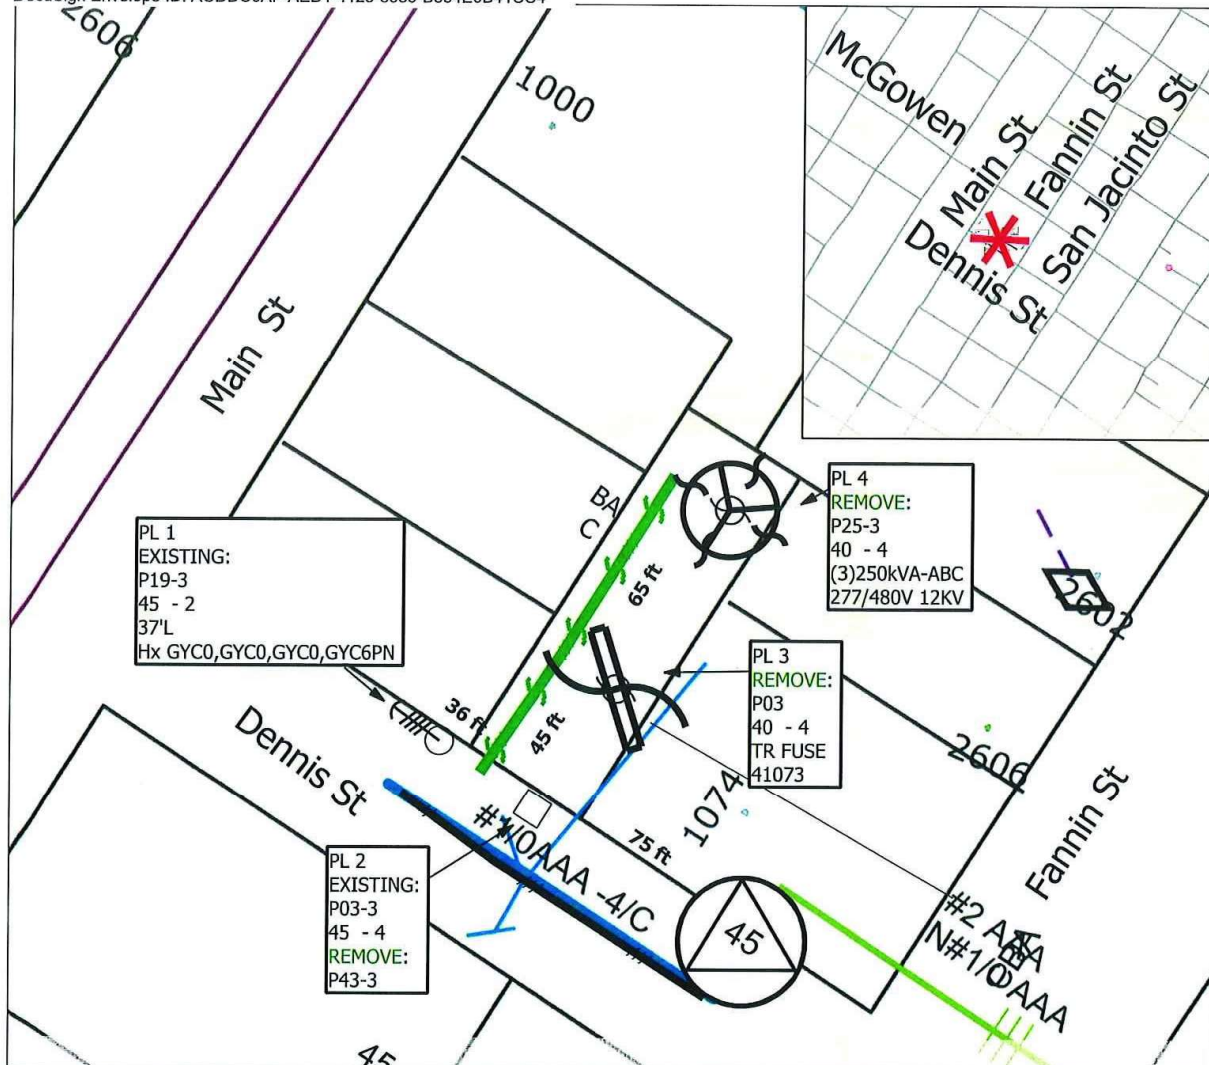 2606
1000
McGowen
Main St
Fannin St
San Jacinto St
Dennis St
Main St
BA
C
65 ft
PL 4
REMOVE:
P25-3
40 - 4
(3)250kVA-ABC
277/480V 12KV
PL 1
EXISTING:
P19-3
45 - 2
37'L
Hx GYC0,GYC0,GYC0,GYC6PN
2602
PL 3
REMOVE:
P03
40 - 4
TR FUSE
41073
36 ft
45 ft
Dennis St
2606
1074
Fannin St
#1/0AAA -4/C
75 ft
PL 2
EXISTING:
P03-3
45 - 4
REMOVE:
P43-3
45
#2 AAA
N#1/0AAA
45